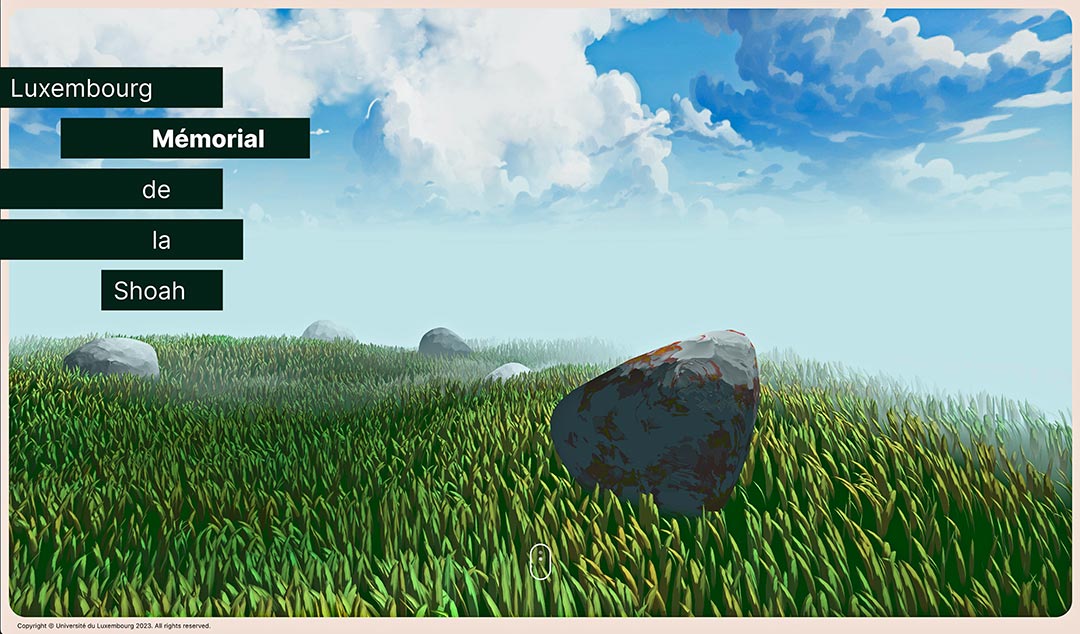 Luxembourg
Mémorial
de
la
Shoah
Copyright © Université du Luxembourg 2023. All rights reserved.